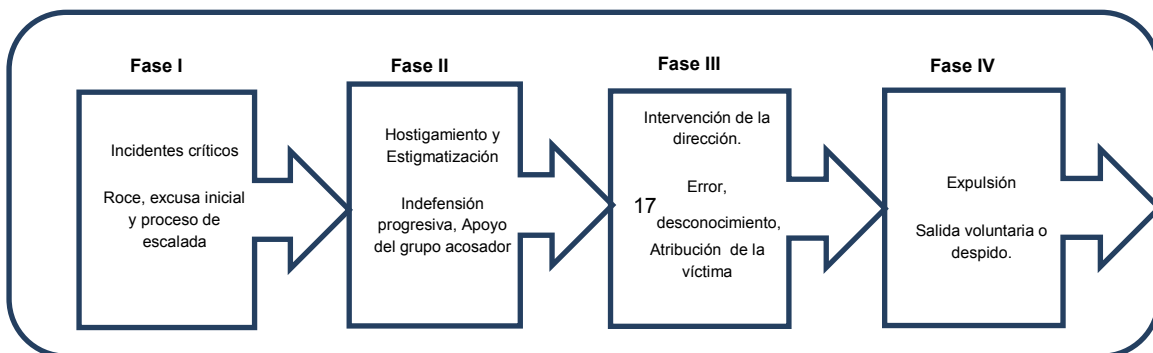 Fase I
Incidentes críticos
Roce, excusa inicial
y proceso de
escalada
Fase II
Hostigamiento y
Estigmatización
Indefensión
progresiva, Apoyo
del grupo acosador
Fase III
Intervención de la
dirección.
Error,
17
desconocimiento,
Atribución de la
víctima
Fase IV
Expulsión
Salida voluntaria o
despido.